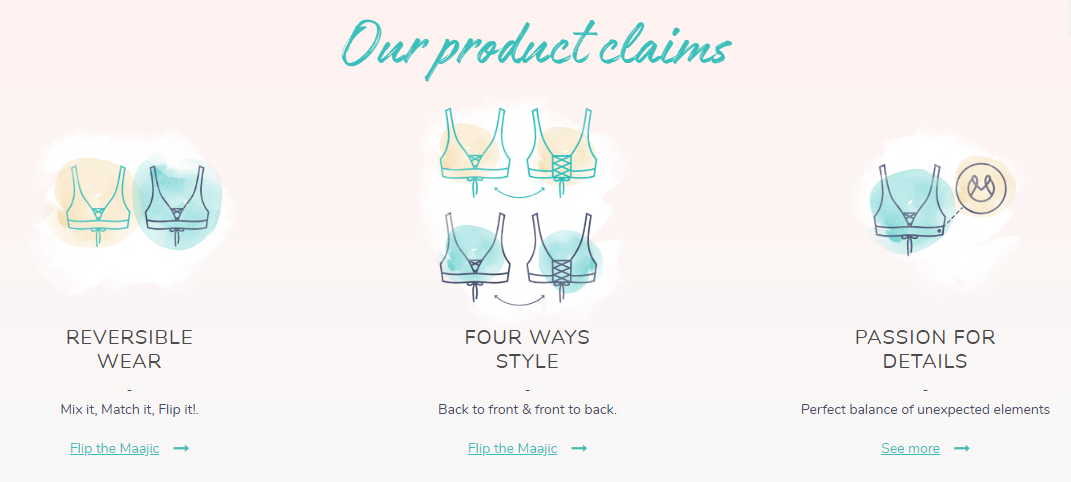 Our product claims
REVERSIBLE
WEAR
-
Mix it, Match it, Flip it!.
Flip the Maajic
FOUR WAYS
STYLE
-
Back to front & front to back.
Flip the Maajic
PASSION FOR
DETAILS
-
Perfect balance of unexpected elements
See more